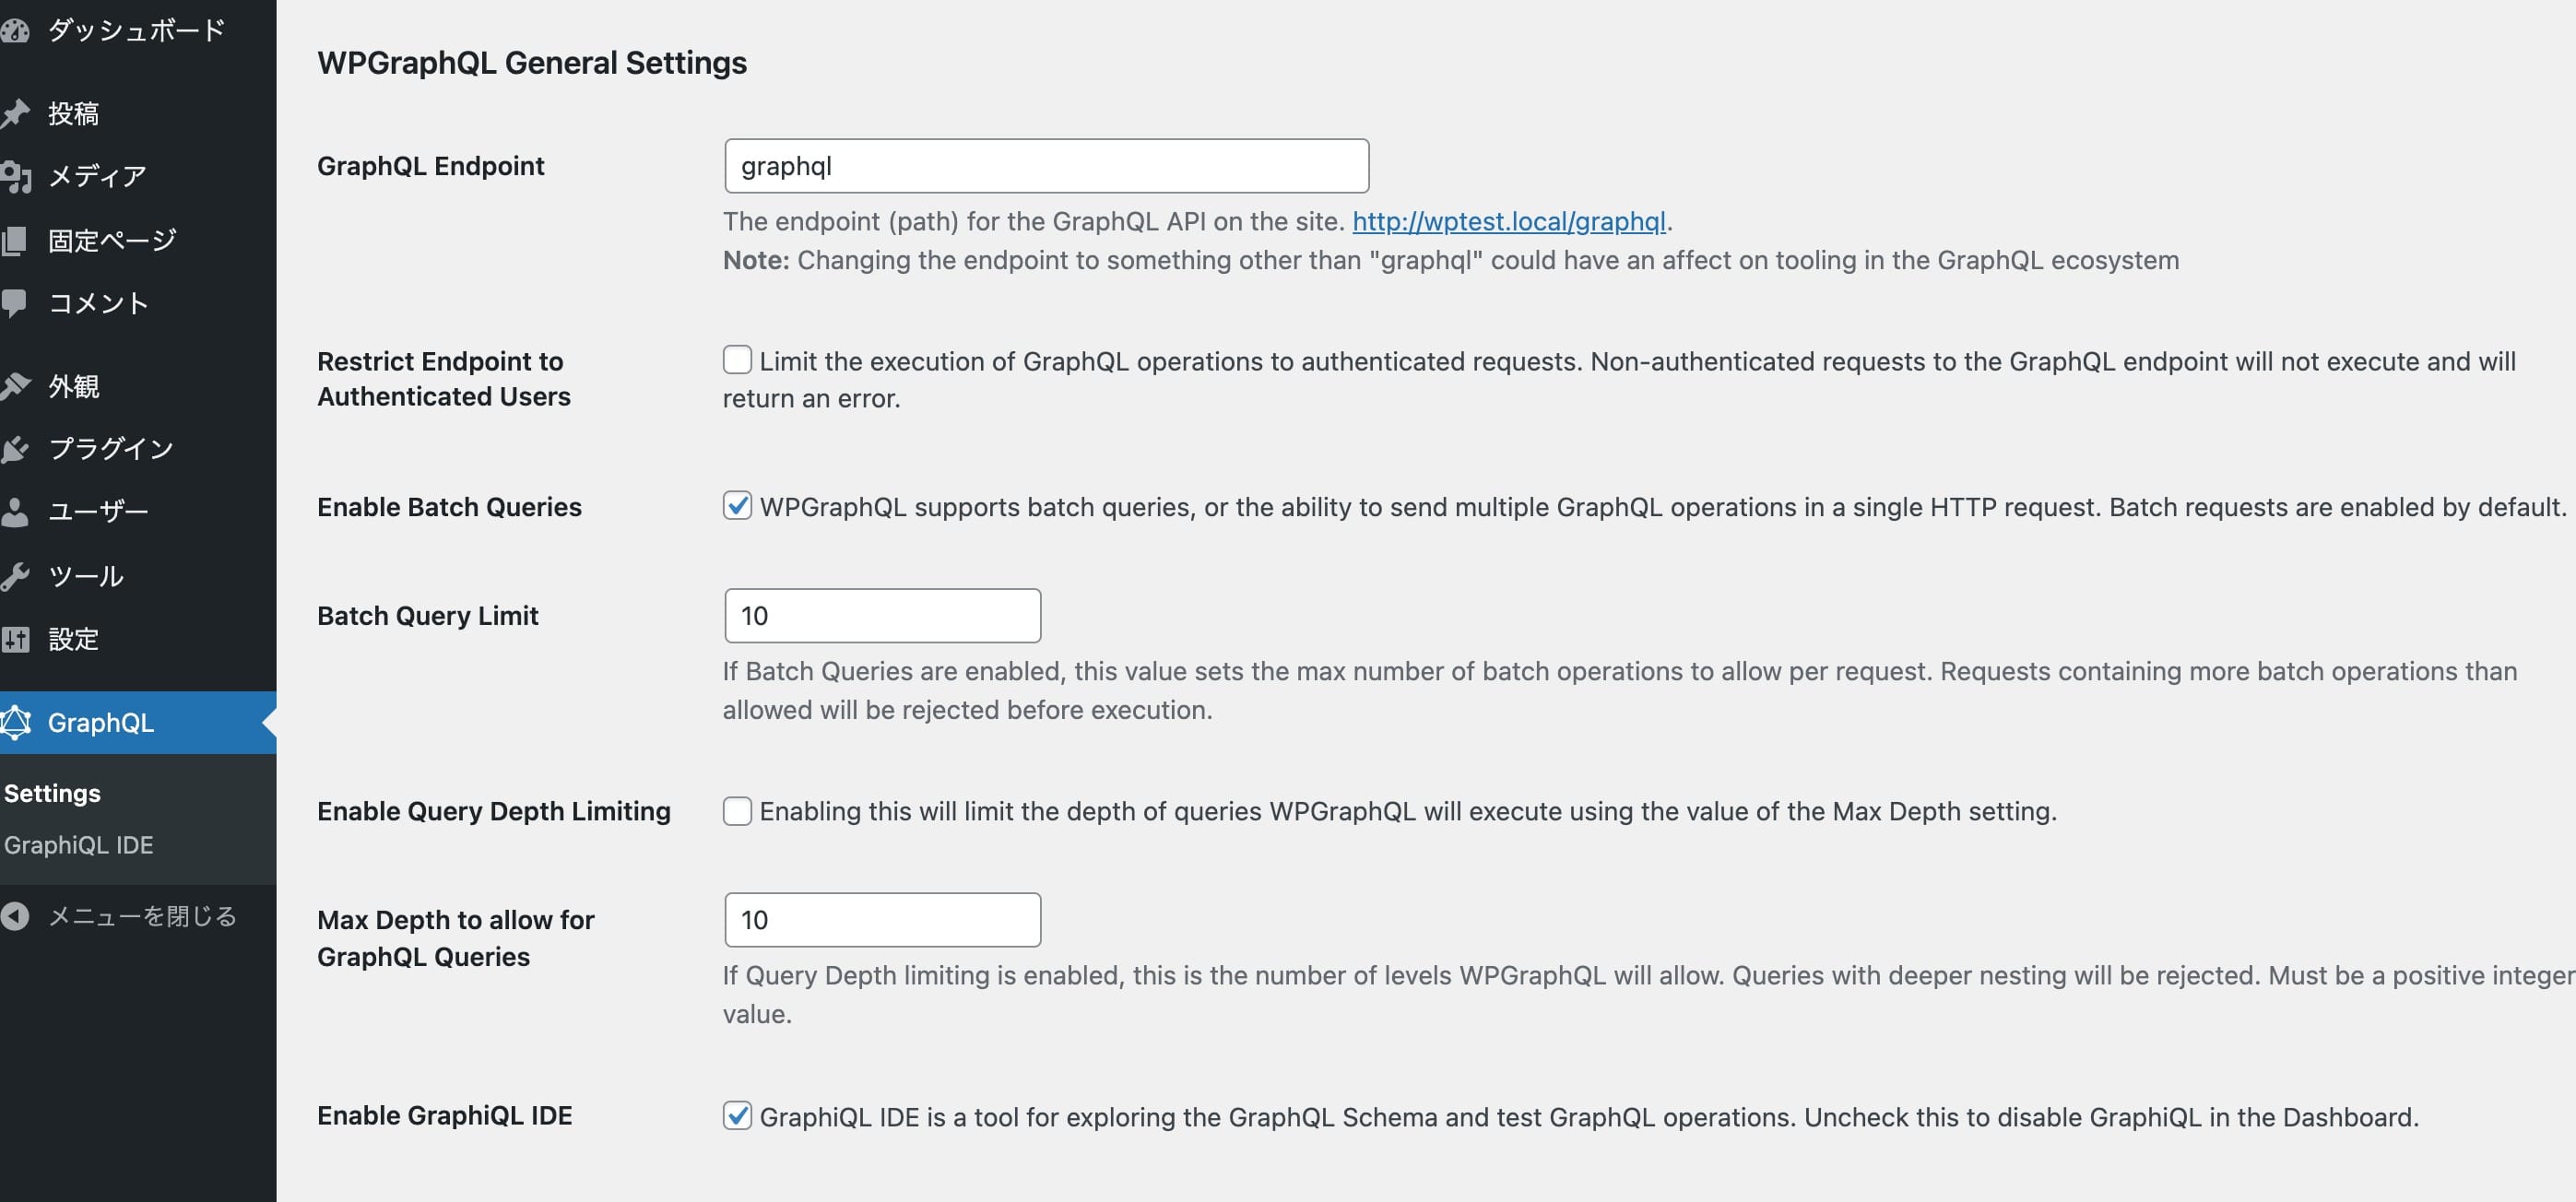 ダッシュボード
投稿
メディア
固定ページ
コメント
外観
プラグイン
ユーザー
ツール
設定
GraphQL
Settings
GraphiQL IDE
メニューを閉じる
WPGraphQL General Settings
GraphQL Endpoint
graphql
The endpoint (path) for the GraphQL API on the site. http://wptest.local/graphql.
Note: Changing the endpoint to something other than "graphql" could have an affect on tooling in the GraphQL ecosystem
Restrict Endpoint to
Authenticated Users
Limit the execution of GraphQL operations to authenticated requests. Non-authenticated requests to the GraphQL endpoint will not execute and will
return an error.
Enable Batch Queries
WPGraphQL supports batch queries, or the ability to send multiple GraphQL operations in a single HTTP request. Batch requests are enabled by default.
Batch Query Limit
10
If Batch Queries are enabled, this value sets the max number of batch operations to allow per request. Requests containing more batch operations than
allowed will be rejected before execution.
Enable Query Depth Limiting
Enabling this will limit the depth of queries WPGraphQL will execute using the value of the Max Depth setting.
Max Depth to allow for
GraphQL Queries
10
If Query Depth limiting is enabled, this is the number of levels WPGraphQL will allow. Queries with deeper nesting will be rejected. Must be a positive integer
value.
Enable GraphiQL IDE
GraphiQL IDE is a tool for exploring the GraphQL Schema and test GraphQL operations. Uncheck this to disable GraphiQL in the Dashboard.